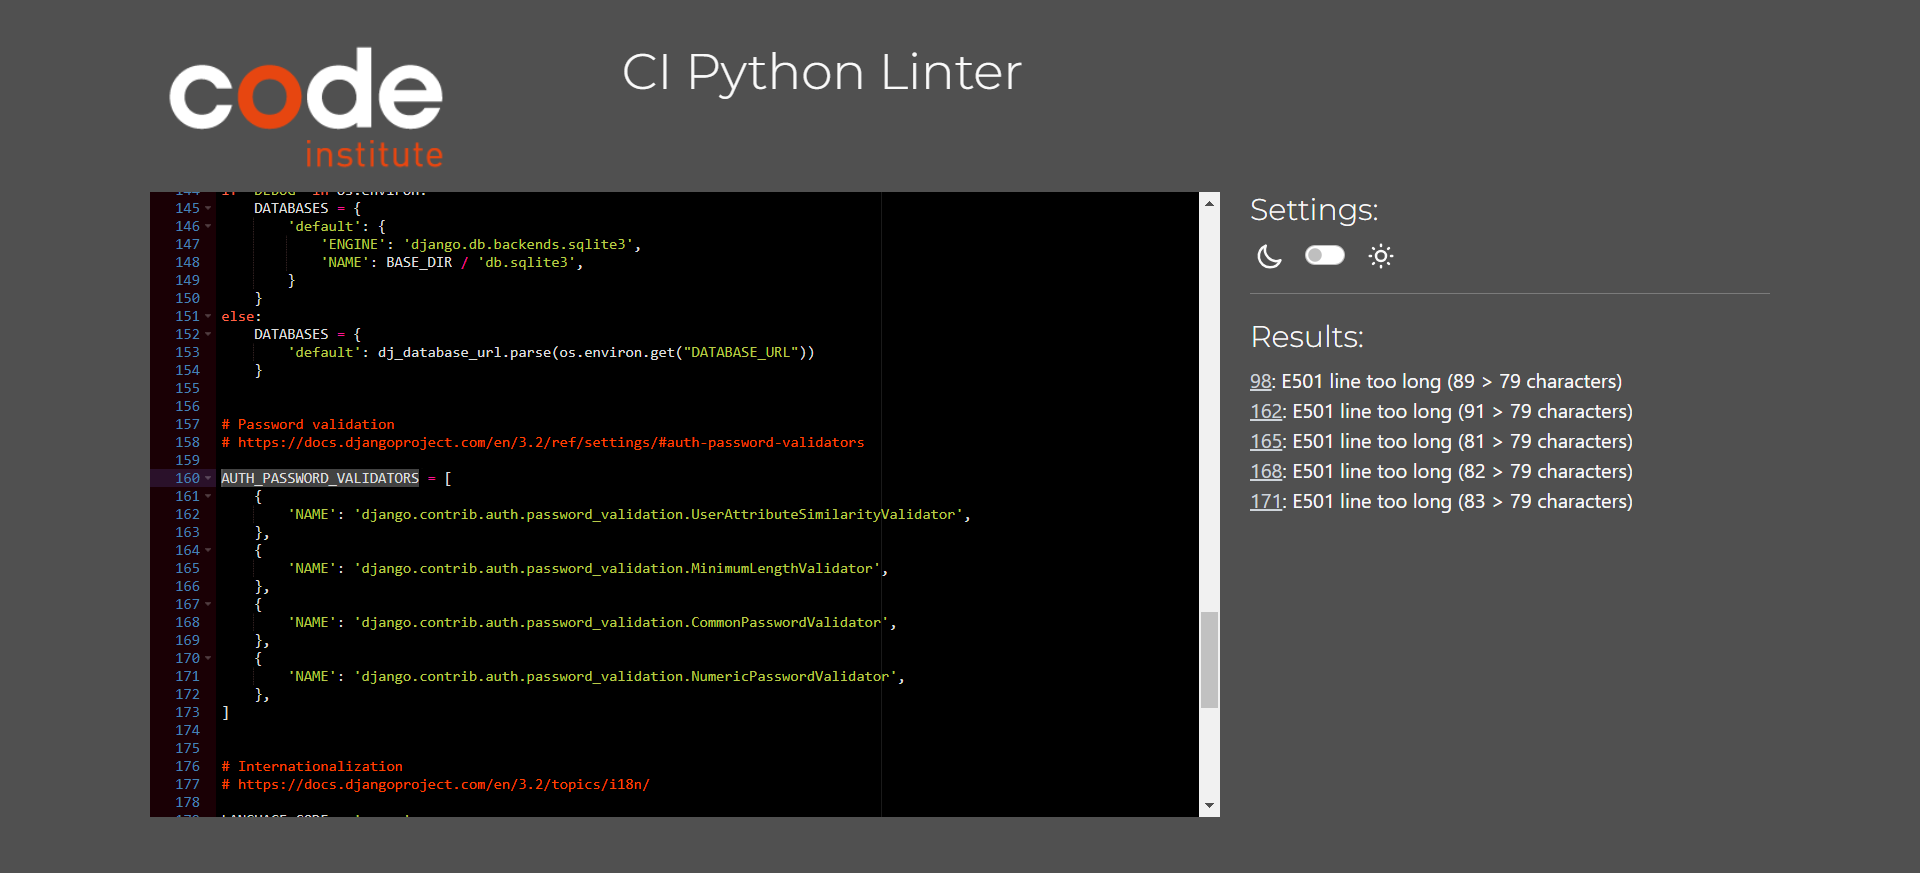 code
institute
CI Python Linter
145 DATABASES = {
146 'default': {
147 'ENGINE': 'django.db.backends.sqlite3',
148 'NAME': BASE_DIR / 'db.sqlite3',
149 }
150 }
151 else:
152 DATABASES = {
153 'default': dj_database_url.parse(os.environ.get("DATABASE_URL"))
154 }
155
156
157 # Password validation
158 # https://docs.djangoproject.com/en/3.2/ref/settings/#auth-password-validators
159
160 AUTH_PASSWORD_VALIDATORS = [
161 {
162 'NAME': 'django.contrib.auth.password_validation.UserAttributeSimilarityValidator',
163 },
164 {
165 'NAME': 'django.contrib.auth.password_validation.MinimumLengthValidator',
166 },
167 {
168 'NAME': 'django.contrib.auth.password_validation.CommonPasswordValidator',
169 },
170 {
171 'NAME': 'django.contrib.auth.password_validation.NumericPasswordValidator',
172 },
173 ]
174
175
176 # Internationalization
177 # https://docs.djangoproject.com/en/3.2/topics/i18n/
178
Settings:
Results:
98: E501 line too long (89 > 79 characters)
162: E501 line too long (91 > 79 characters)
165: E501 line too long (81 > 79 characters)
168: E501 line too long (82 > 79 characters)
171: E501 line too long (83 > 79 characters)